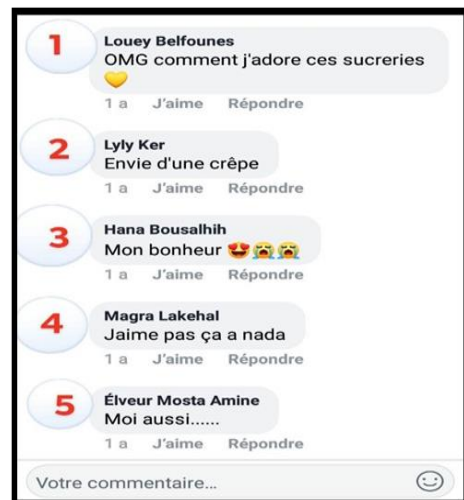 1
Louey Belfounes
OMG comment j'adore ces sucreries
💛
1 a J'aime Répondre
2
Lyly Ker
Envie d'une crêpe
1 a J'aime Répondre
3
Hana Bousalhih
Mon bonheur 😍😭😭
1 a J'aime Répondre
4
Magra Lakehal
Jaime pas ça a nada
1 a J'aime Répondre
5
Élveur Mosta Amine
Moi aussi......
1 a J'aime Répondre
Votre commentaire...